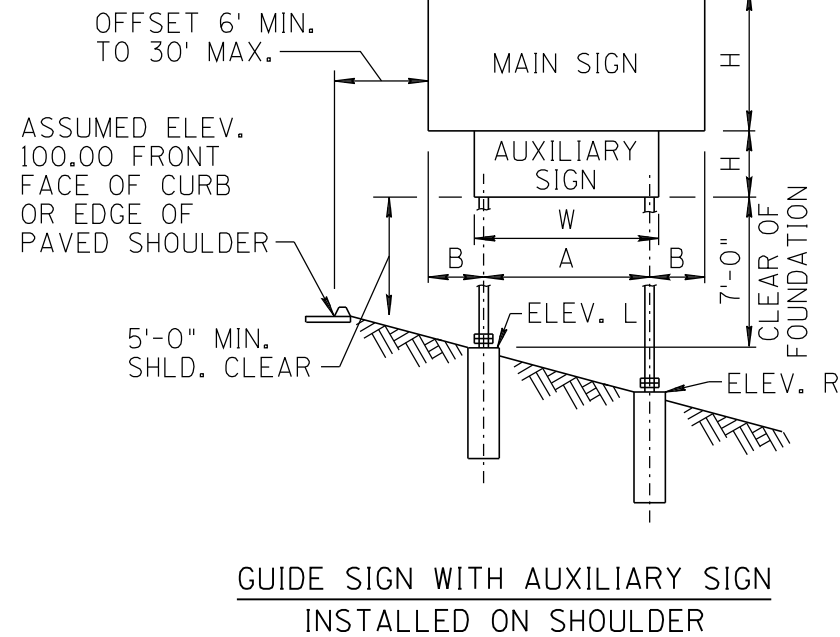 OFFSET 6' MIN.
TO 30' MAX.
MAIN SIGN
H
ASSUMED ELEV.
100.00 FRONT
FACE OF CURB
OR EDGE OF
PAVED SHOULDER
AUXILIARY
SIGN
H
W
B
A
B
7'-0"
CLEAR OF
FOUNDATION
5'-0" MIN.
SHLD. CLEAR
ELEV. L
ELEV. R
GUIDE SIGN WITH AUXILIARY SIGN
INSTALLED ON SHOULDER